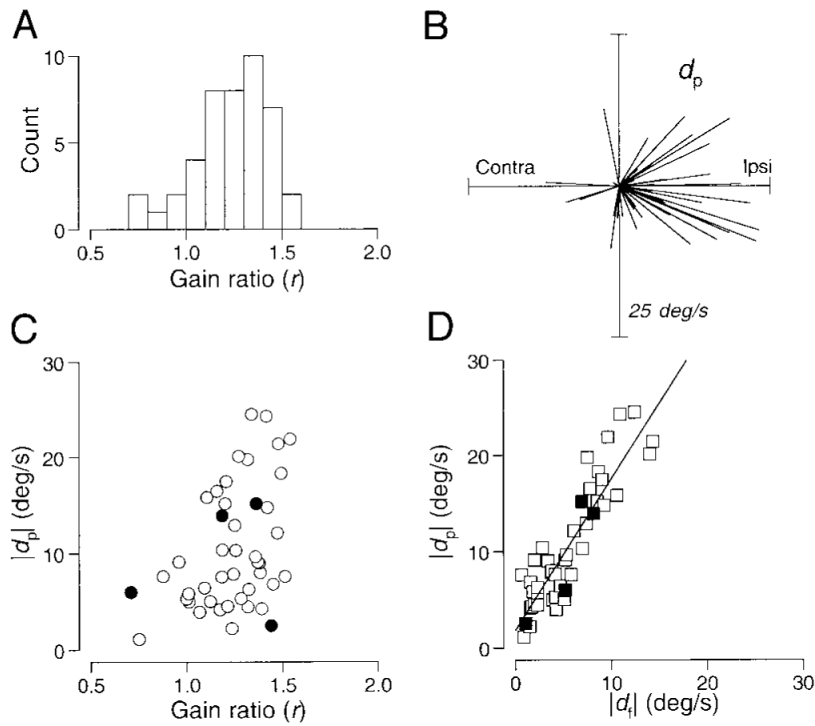 A
Count
10
5
0
0.5
1.0
1.5
2.0
Gain ratio (r)
B
dp
Contra
Ipsi
25 deg/s
C
|dp| (deg/s)
30
20
10
0
0.5
1.0
1.5
2.0
Gain ratio (r)
D
|dp| (deg/s)
30
20
10
0
0
10
20
30
|df| (deg/s)